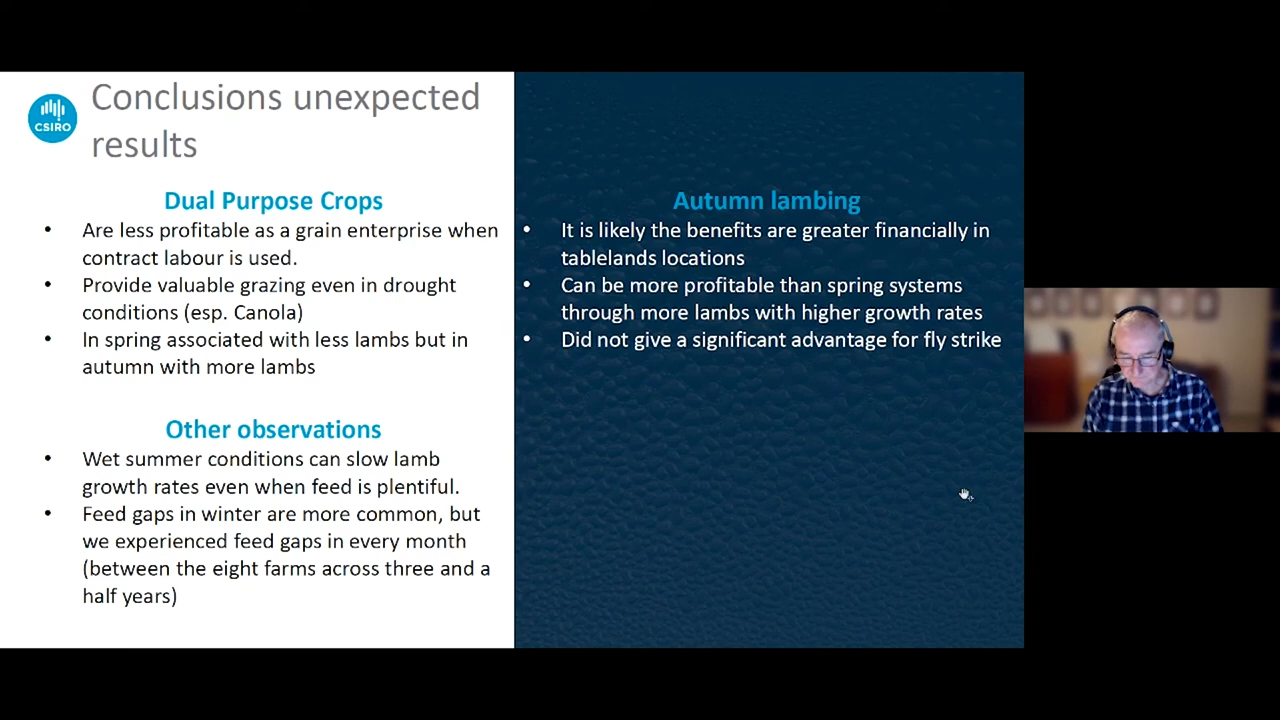 CSIRO
Conclusions unexpected
results
Dual Purpose Crops
• Are less profitable as a grain enterprise when
contract labour is used.
• Provide valuable grazing even in drought
conditions (esp. Canola)
• In spring associated with less lambs but in
autumn with more lambs
Other observations
• Wet summer conditions can slow lamb
growth rates even when feed is plentiful.
• Feed gaps in winter are more common, but
we experienced feed gaps in every month
(between the eight farms across three and a
half years)
Autumn lambing
• It is likely the benefits are greater financially in
tablelands locations
• Can be more profitable than spring systems
through more lambs with higher growth rates
• Did not give a significant advantage for fly strike